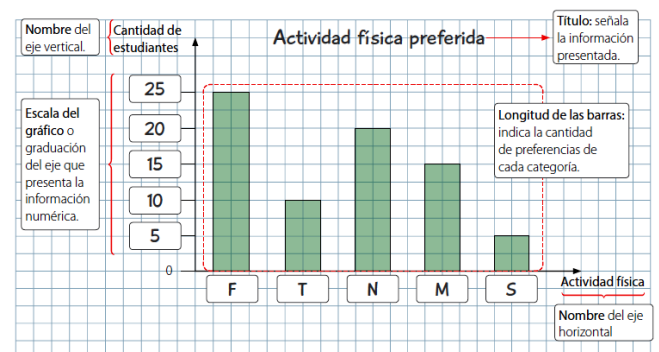 Nombre del
eje vertical.
Cantidad de
estudiantes
Actividad física preferida
Título: señala
la información
presentada.
Escala del
gráfico o
graduación
del eje que
presenta la
información
numérica.
25
20
15
10
5
0
Longitud de las barras:
indica la cantidad
de preferencias de
cada categoría.
F T N M S
Actividad física
Nombre del eje
horizontal